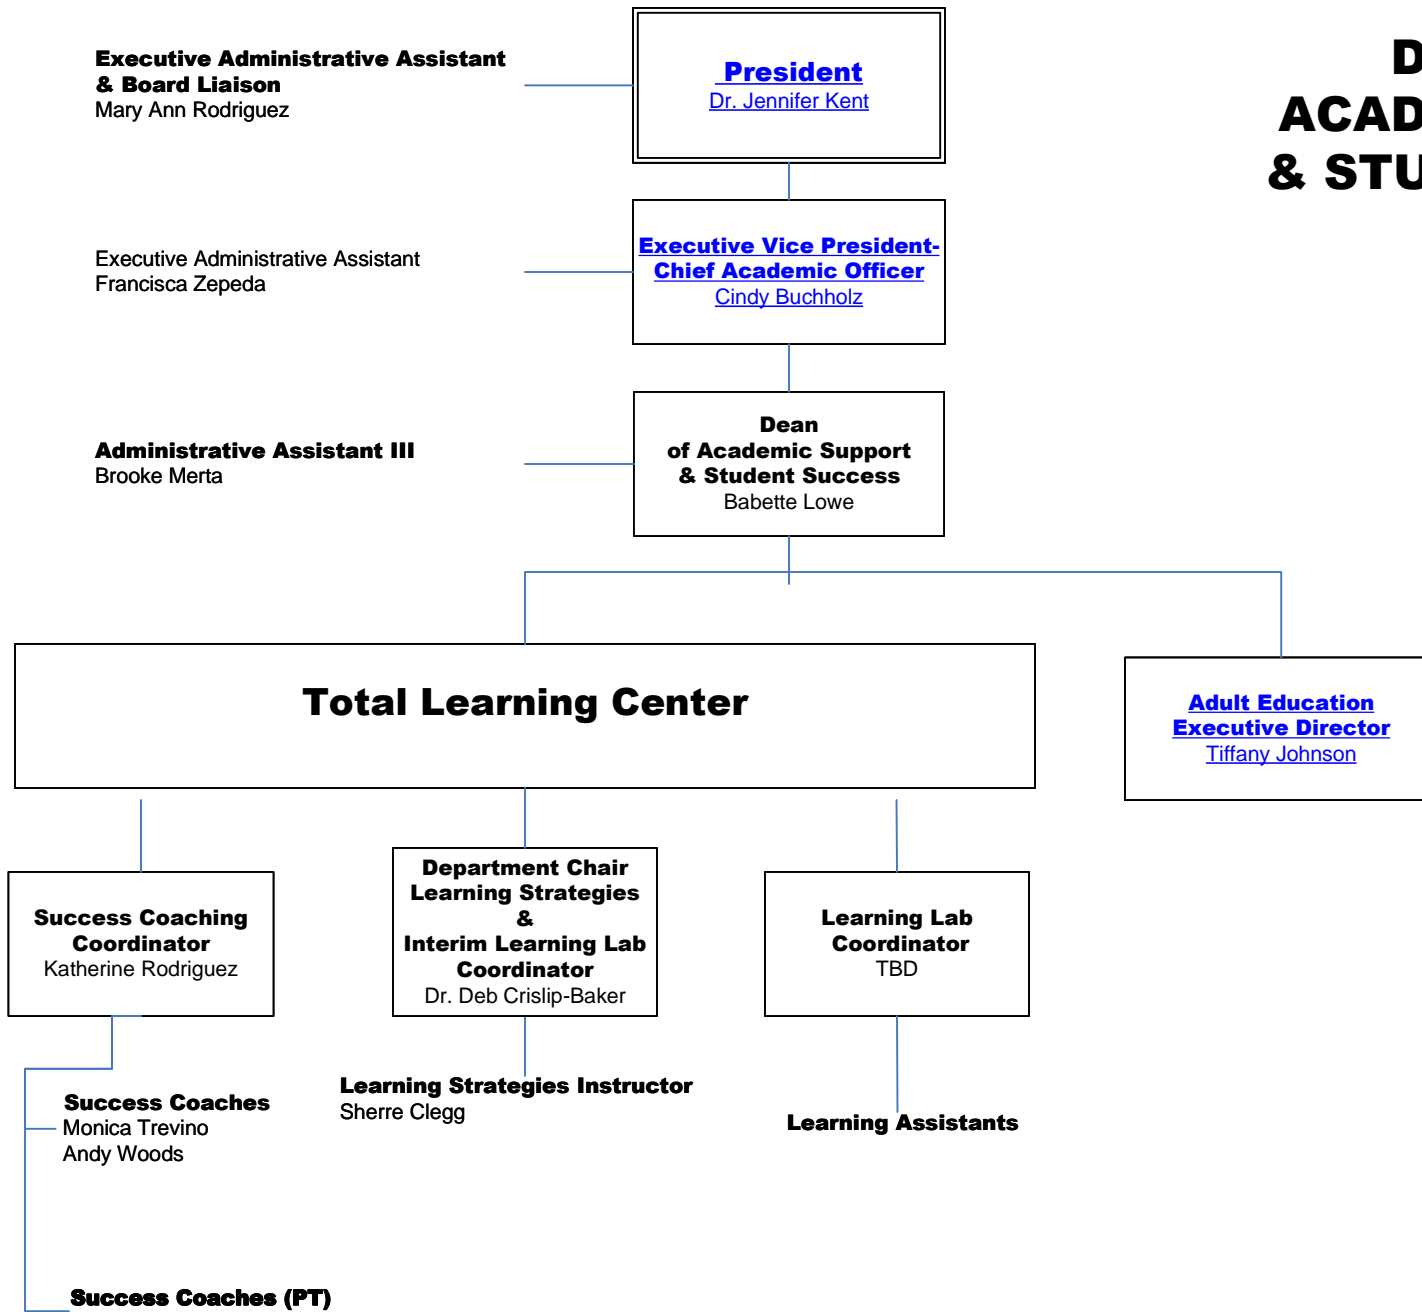 Executive Administrative Assistant
& Board Liaison
Mary Ann Rodriguez
President
Dr. Jennifer Kent
D
ACAD
& STU
Executive Administrative Assistant
Francisca Zepeda
Executive Vice President-
Chief Academic Officer
Cindy Buchholz
Administrative Assistant III
Brooke Merta
Dean
of Academic Support
& Student Success
Babette Lowe
Total Learning Center
Adult Education
Executive Director
Tiffany Johnson
Success Coaching
Coordinator
Katherine Rodriguez
Department Chair
Learning Strategies
&
Interim Learning Lab
Coordinator
Dr. Deb Crislip-Baker
Learning Lab
Coordinator
TBD
Success Coaches
Monica Trevino
Andy Woods
Learning Strategies Instructor
Sherre Clegg
Learning Assistants
Success Coaches (PT)